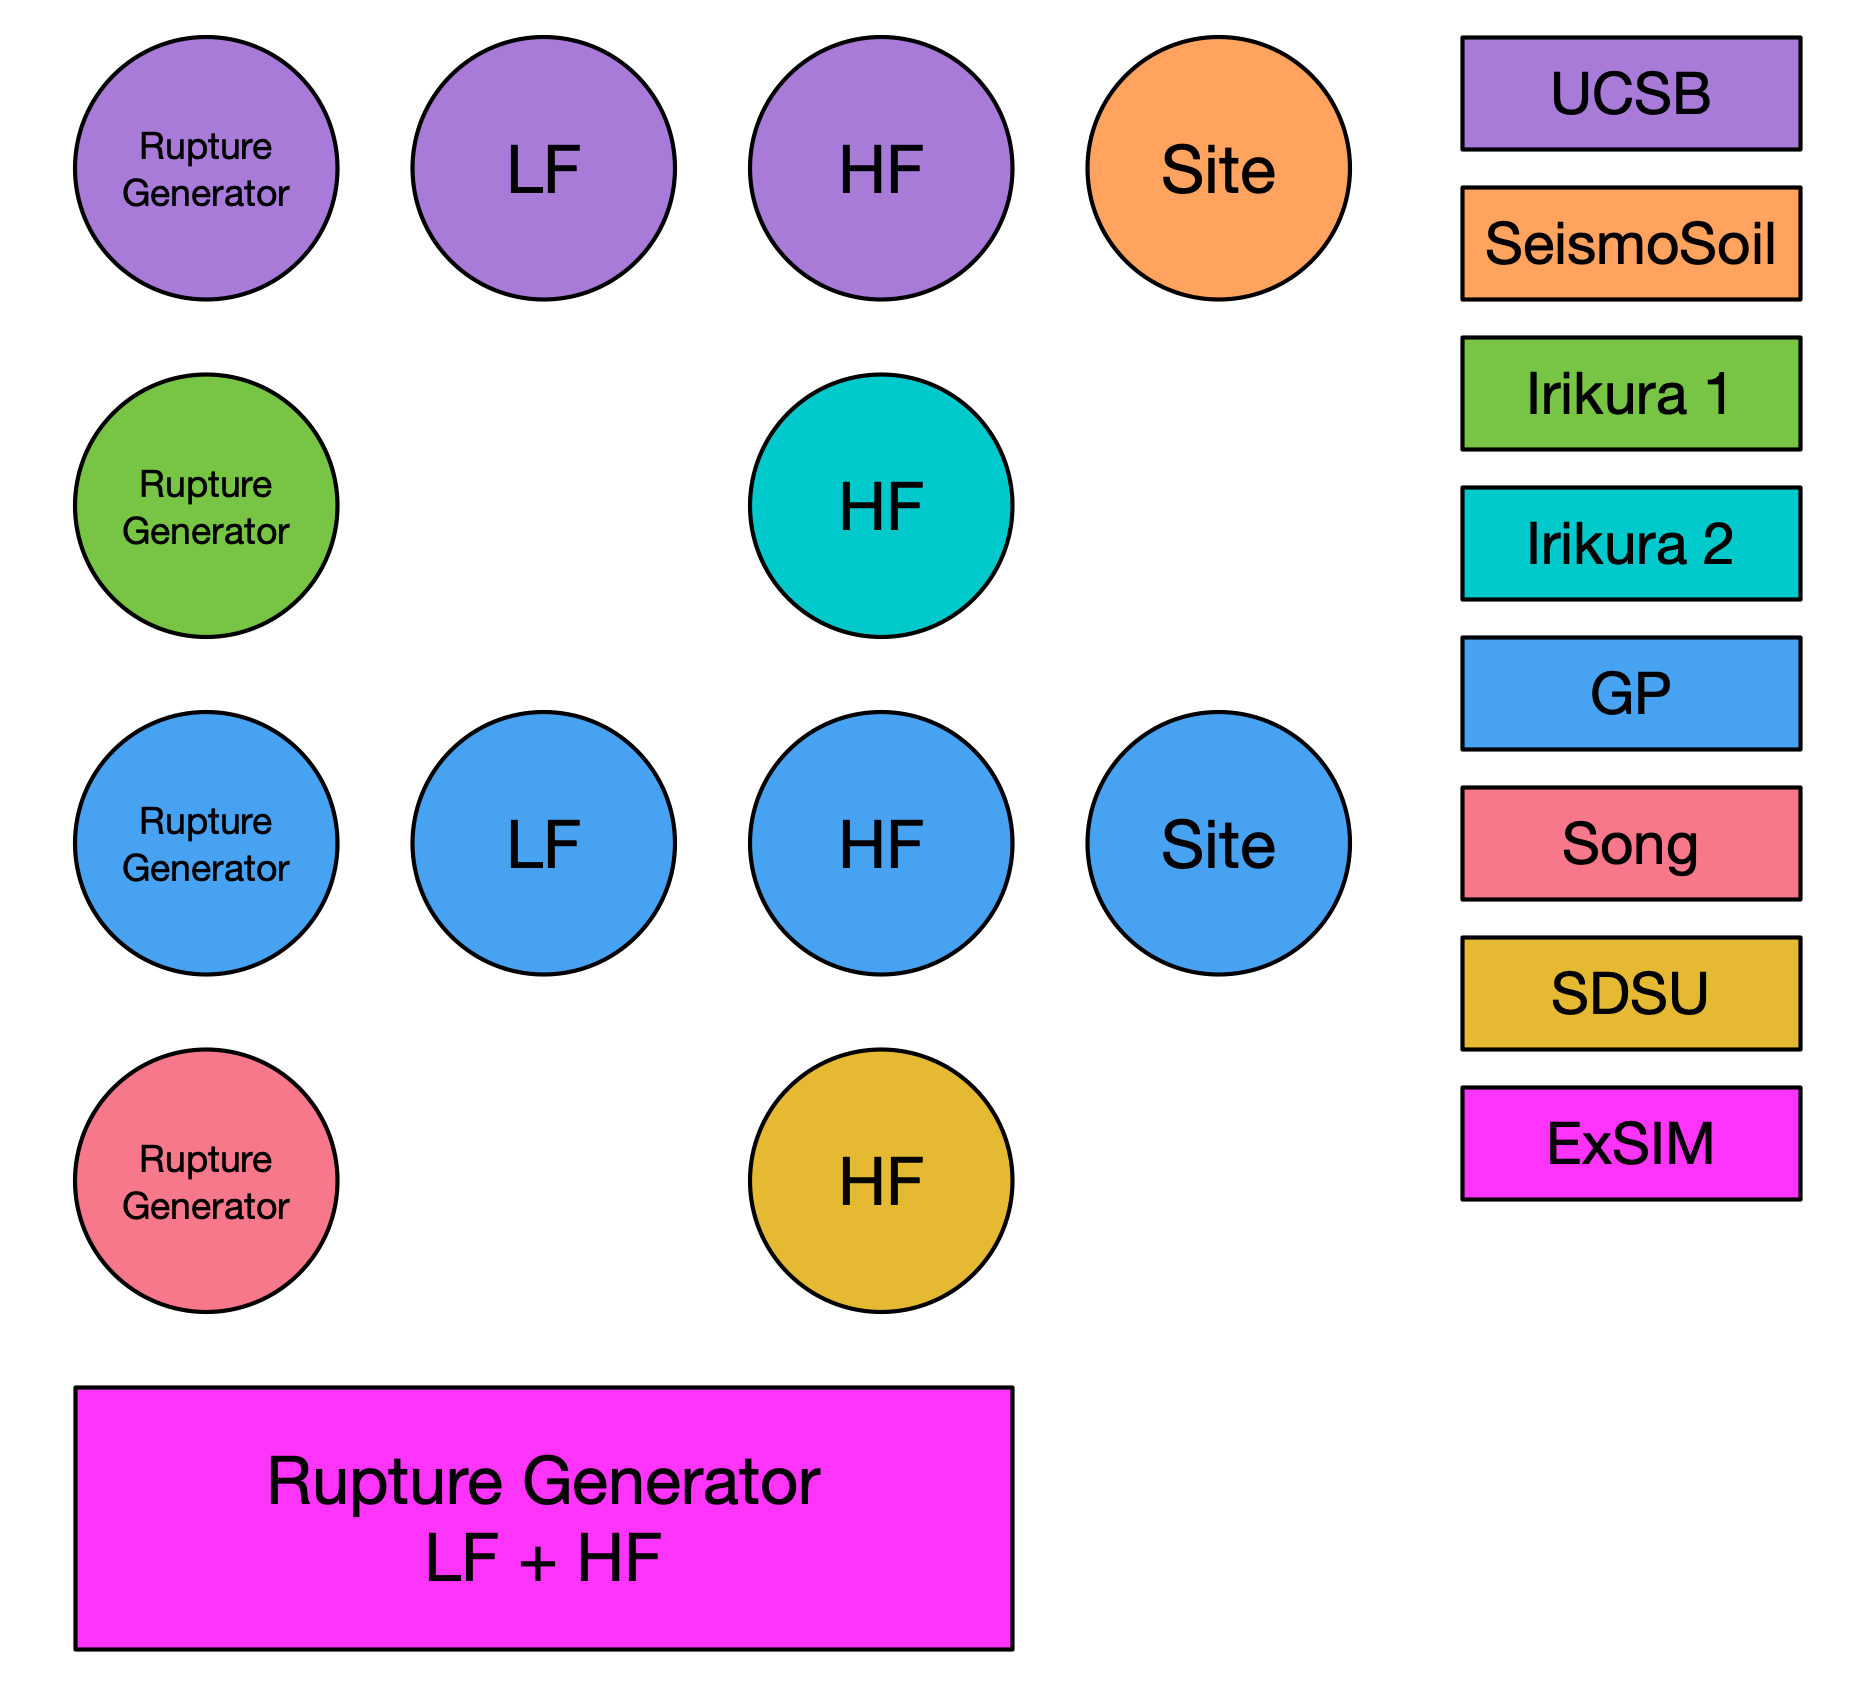 Rupture
Generator
LF
HF
Site
UCSB
SeismoSoil
Rupture
Generator
HF
Irikura 1
Irikura 2
Rupture
Generator
LF
HF
Site
GP
Song
Rupture
Generator
HF
SDSU
ExSIM
Rupture Generator
LF + HF